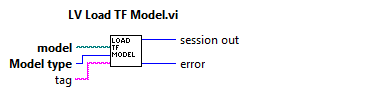 LV Load TF Model.vi
model
Model type
tag
LOAD
TF
MODEL
session out
error